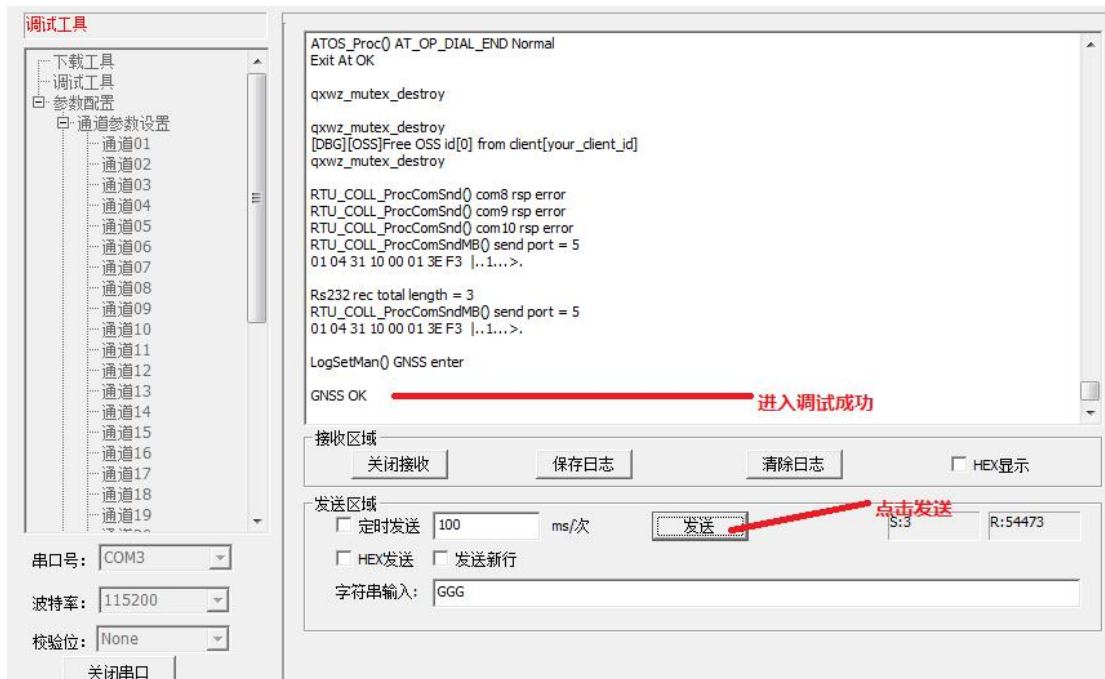 调试工具
下载工具
调试工具
参数配置
通道参数设置
通道01
通道02
通道03
通道04
通道05
通道06
通道07
通道08
通道09
通道10
通道11
通道12
通道13
通道14
通道15
通道16
通道17
通道18
通道19
串口号:
COM3
波特率:
115200
校验位:
None
关闭串口
ATOS_Proc() AT_OP_DIAL_END Normal
Exit At OK
qxwz_mutex_destroy
qxwz_mutex_destroy
[DBG][OSS]Free OSS id[0] from client[your_client_id]
qxwz_mutex_destroy
RTU_COLL_ProcComSnd() com8 rsp error
RTU_COLL_ProcComSnd() com9 rsp error
RTU_COLL_ProcComSnd() com10 rsp error
RTU_COLL_ProcComSndMB() send port = 5
01 04 31 10 00 01 3E F3 |..1...>.
Rs232 rec total length = 3
RTU_COLL_ProcComSndMB() send port = 5
01 04 31 10 00 01 3E F3 |..1...>.
LogSetMan() GNSS enter
GNSS OK
进入调试成功
接收区域
关闭接收 保存日志 清除日志 HEX显示
发送区域
点击发送
定时发送 100 ms/次 发送 S:3 R:54473
HEX发送 发送新行
字符串输入: GGG